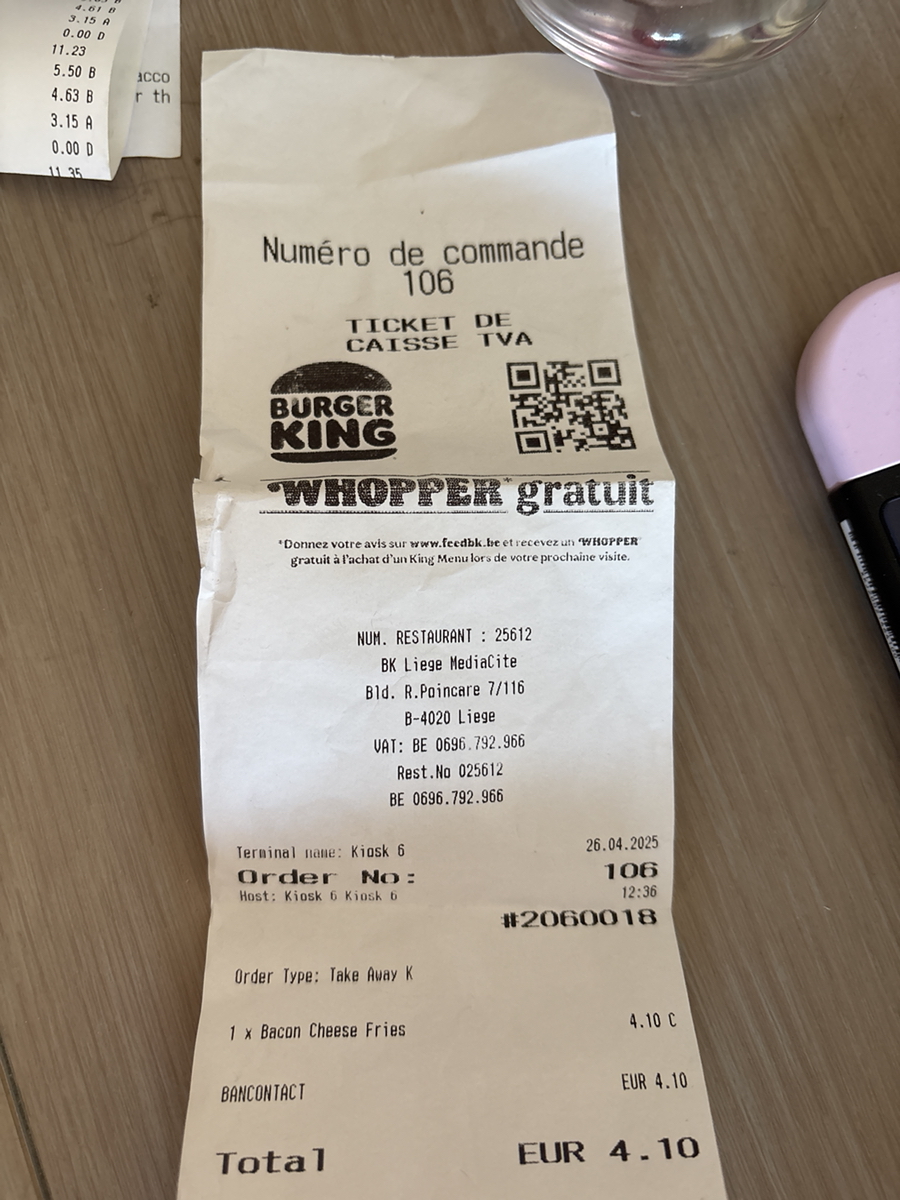 4.61 B
3.15 A
0.00 D
11.23
5.50 B
4.63 B
3.15 A
0.00 D
11.35
acco
r th
Numéro de commande
106
TICKET DE
CAISSE TVA
BURGER
KING
WHOPPER* gratuit
*Donnez votre avis sur www.feedbk.be et recevez un WHOPPER
gratuit à l'achat d'un King Menu lors de votre prochaine visite.
NUM. RESTAURANT : 25612
BK Liege MediaCite
Bld. R.Poincare 7/116
B-4020 Liege
VAT: BE 0696.792.966
Rest.No 025612
BE 0696.792.966
Terminal name: Kiosk 6 26.04.2025
Order No: 106
Host: Kiosk 6 Kiosk 6 12:36
#2060018
Order Type: Take Away K
1 x Bacon Cheese Fries 4.10 C
BANCONTACT EUR 4.10
Total EUR 4.10